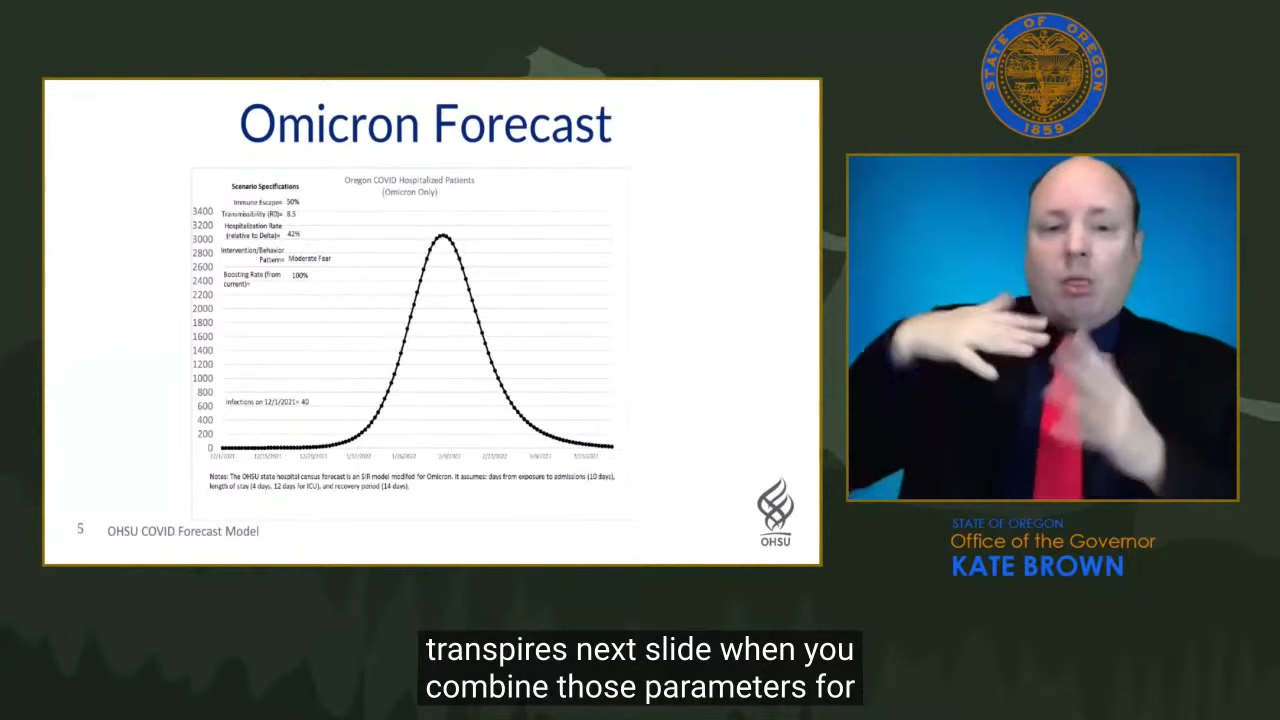 Omicron Forecast
Oregon COVID Hospitalized Patients
(Omicron Only)
Scenario Specifications
Immune Escape= 50%
Transmissibility (R0)= 8.5
Hospitalization Rate
(relative to Delta)= 42%
Intervention/Behavior
Pattern= Moderate Fear
Boosting Rate (from
current)= 100%
3400
3200
3000
2800
2600
2400
2200
2000
1800
1600
1400
1200
1000
800
600
400
200
0
Infections on 12/1/2021= 40
Notes: The OHSU state hospital census forecast is an SIR model modifed for Omicron. It assumes: days from exposure to admissions (10 days),
length of stay (4 days, 12 days for ICU), and recovery period (14 days).
5 OHSU COVID Forecast Model
OHSU
STATE OF OREGON
1859
STATE OF OREGON
Office of the Governor
KATE BROWN
transpires next slide when you
combine those parameters for